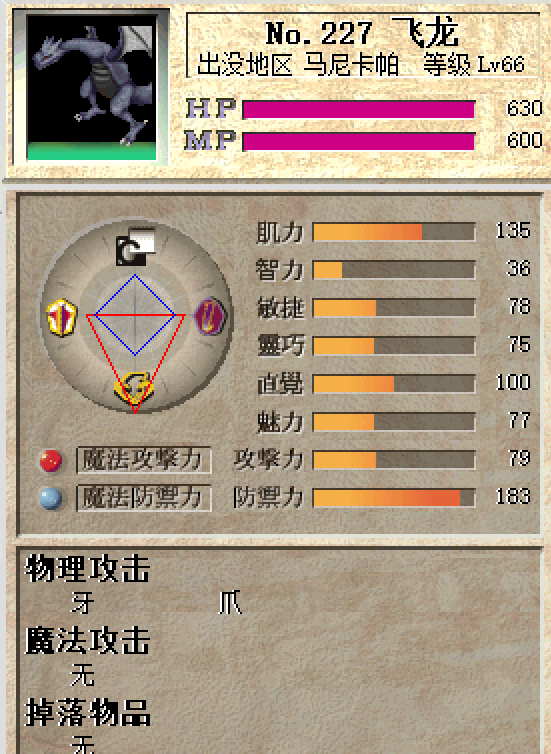 No. 227 飞龙
出没地区 马尼卡帕 等级 Lv66
HP 630
MP 600
肌力 135
智力 36
敏捷 78
靈巧 75
直覺 100
魅力 77
魔法攻擊力 攻擊力 79
魔法防禦力 防禦力 183
物理攻击
牙 爪
魔法攻击
无
掉落物品
无